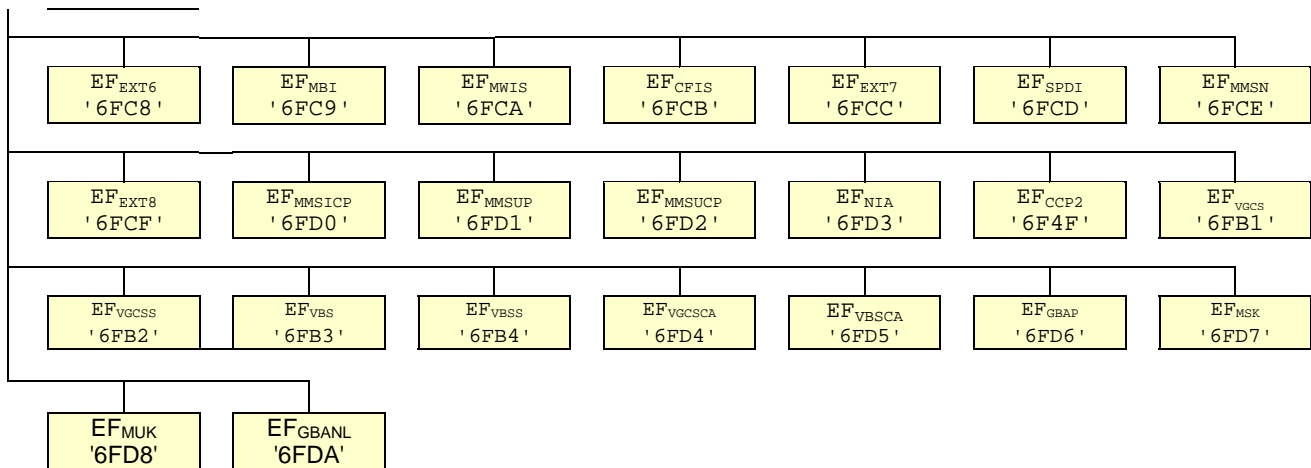 EFEXT6 EFMBI EFMWIS EFCFIS EFEXT7 EFSPDI EFMMSN
'6FC8' '6FC9' '6FCA' '6FCB' '6FCC' '6FCD' '6FCE'
EFEXT8 EFMMSICP EFMMSUP EFMMSUCP EFNIA EFCCP2 EFVGCS
'6FCF' '6FD0' '6FD1' '6FD2' '6FD3' '6F4F' '6FB1'
EFVGCSS EFVBS EFVBSS EFVGCSCA EFVBSCA EFGBAP EFMSK
'6FB2' '6FB3' '6FB4' '6FD4' '6FD5' '6FD6' '6FD7'
EFMUK EFGBANL
'6FD8' '6FDA'